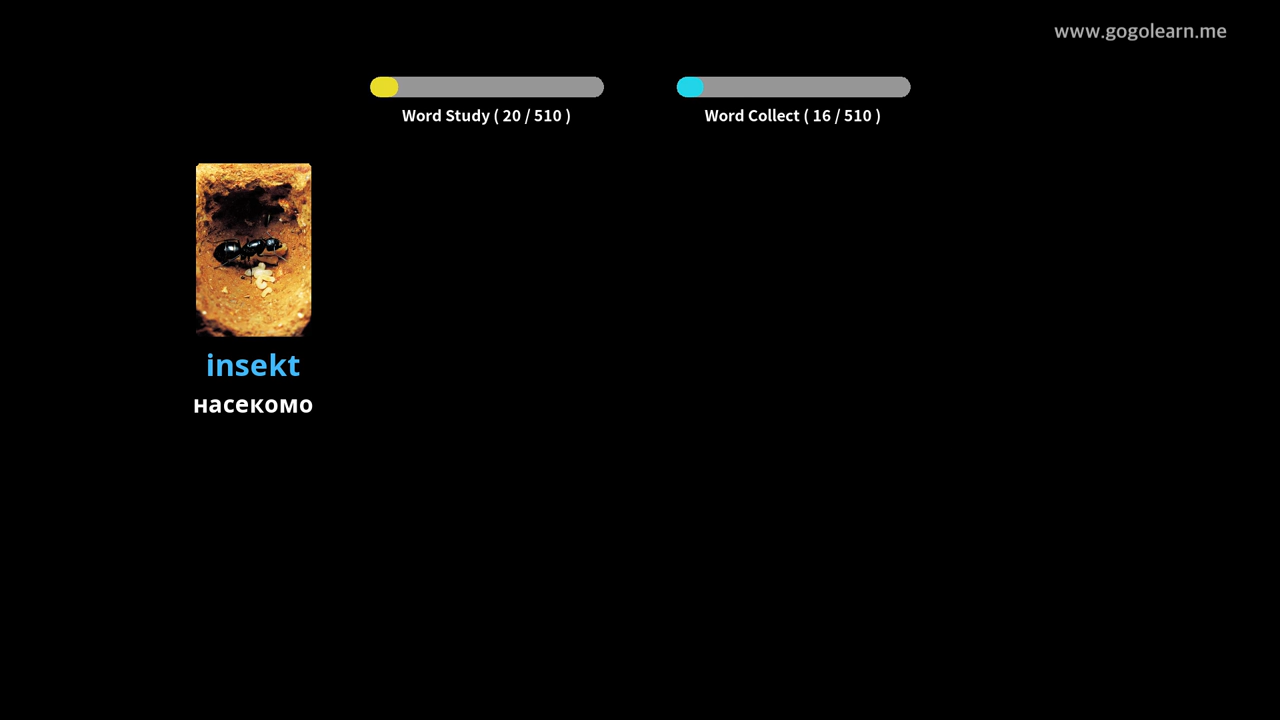 www.gogolearn.me
Word Study ( 20 / 510 )
Word Collect ( 16 / 510 )
insekt
насекомо